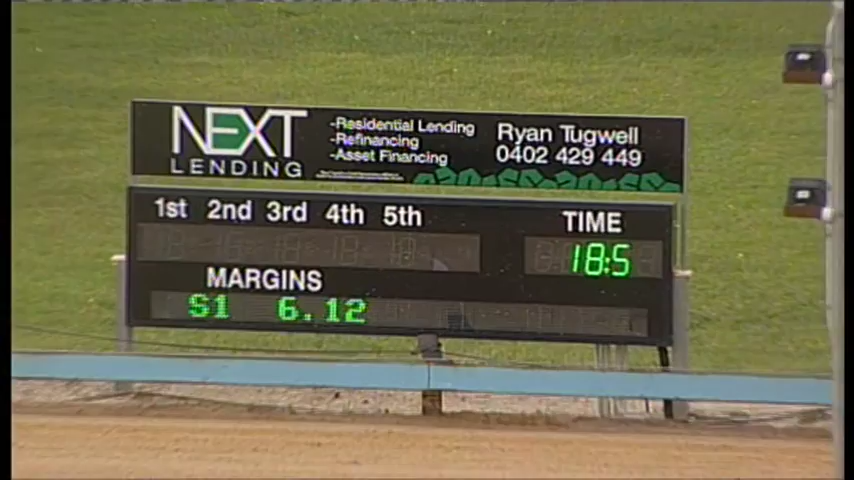 NEXT
LENDING
-Residential Lending
-Refinancing
-Asset Financing
Ryan Tugwell
0402 429 449
1st 2nd 3rd 4th 5th
TIME
18:5
MARGINS
S1 6.12